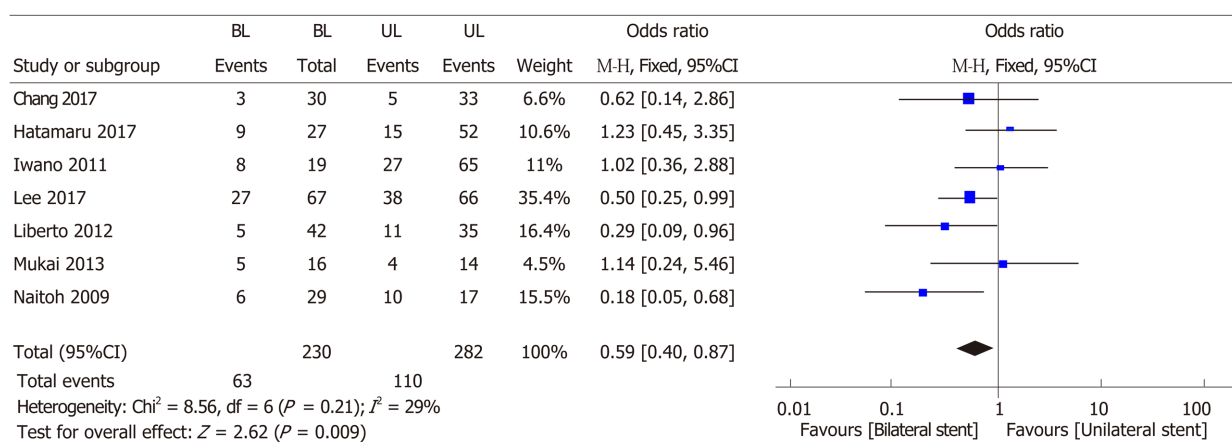 BL BL UL UL Odds ratio Odds ratio
Study or subgroup Events Total Events Events Weight M-H, Fixed, 95%CI M-H, Fixed, 95%CI
Chang 2017 3 30 5 33 6.6% 0.62 [0.14, 2.86]
Hatamaru 2017 9 27 15 52 10.6% 1.23 [0.45, 3.35]
Iwano 2011 8 19 27 65 11% 1.02 [0.36, 2.88]
Lee 2017 27 67 38 66 35.4% 0.50 [0.25, 0.99]
Liberto 2012 5 42 11 35 16.4% 0.29 [0.09, 0.96]
Mukai 2013 5 16 4 14 4.5% 1.14 [0.24, 5.46]
Naitoh 2009 6 29 10 17 15.5% 0.18 [0.05, 0.68]
Total (95%CI) 230 282 100% 0.59 [0.40, 0.87]
Total events 63 110
Heterogeneity: Chi² = 8.56, df = 6 (P = 0.21); I² = 29%
Test for overall effect: Z = 2.62 (P = 0.009)
0.01 0.1 1 10 100
Favours [Bilateral stent] Favours [Unilateral stent]